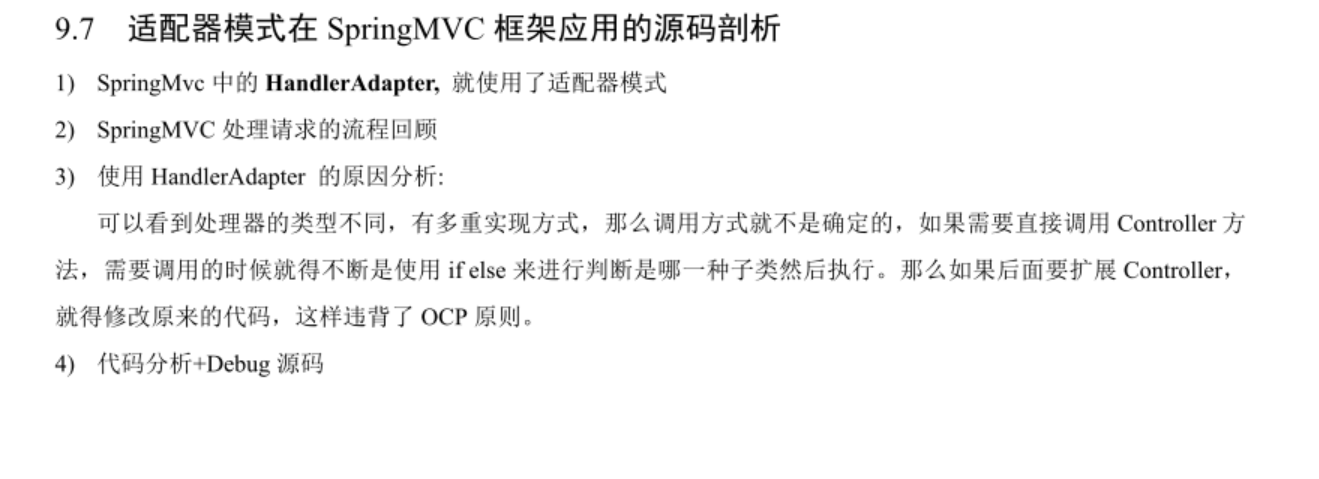 9.7 适配器模式在 SpringMVC 框架应用的源码剖析
1) SpringMvc 中的 HandlerAdapter, 就使用了适配器模式
2) SpringMVC 处理请求的流程回顾
3) 使用 HandlerAdapter 的原因分析:
可以看到处理器的类型不同，有多重实现方式，那么调用方式就不是确定的，如果需要直接调用 Controller 方
法，需要调用的时候就得不断是使用 if else 来进行判断是哪一种子类然后执行。那么如果后面要扩展 Controller，
就得修改原来的代码，这样违背了 OCP 原则。
4) 代码分析+Debug 源码